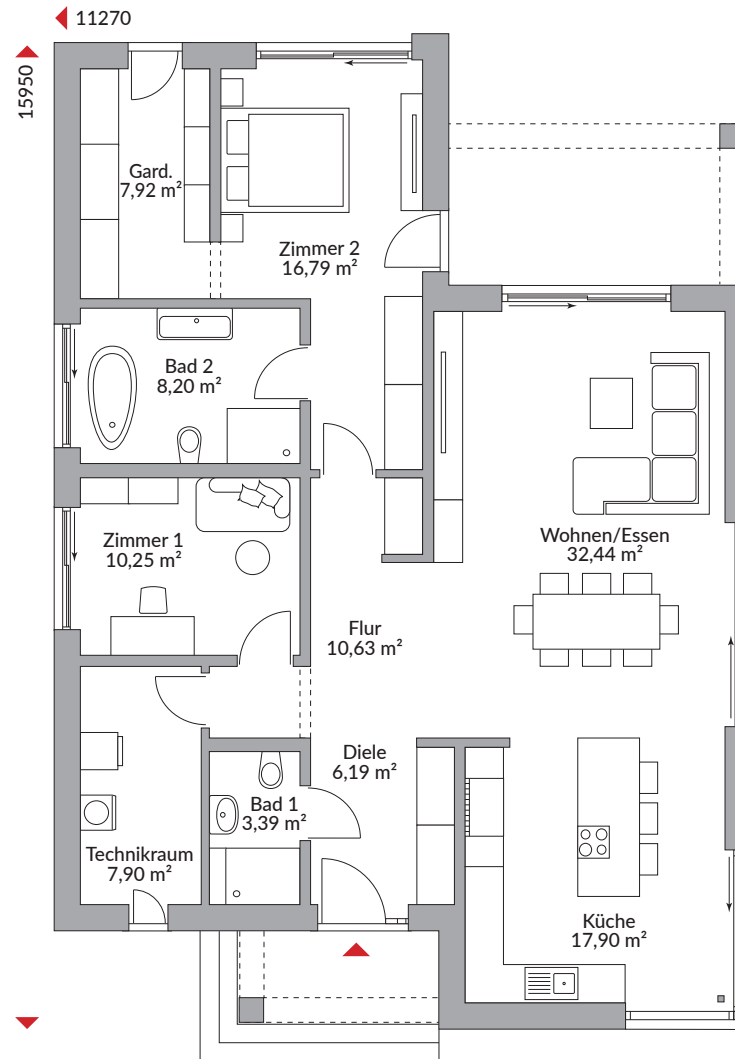 11270
15950
Gard.
7,92 m²
Zimmer 2
16,79 m²
Bad 2
8,20 m²
Zimmer 1
10,25 m²
Wohnen/Essen
32,44 m²
Flur
10,63 m²
Diele
6,19 m²
Bad 1
3,39 m²
Technikraum
7,90 m²
Küche
17,90 m²